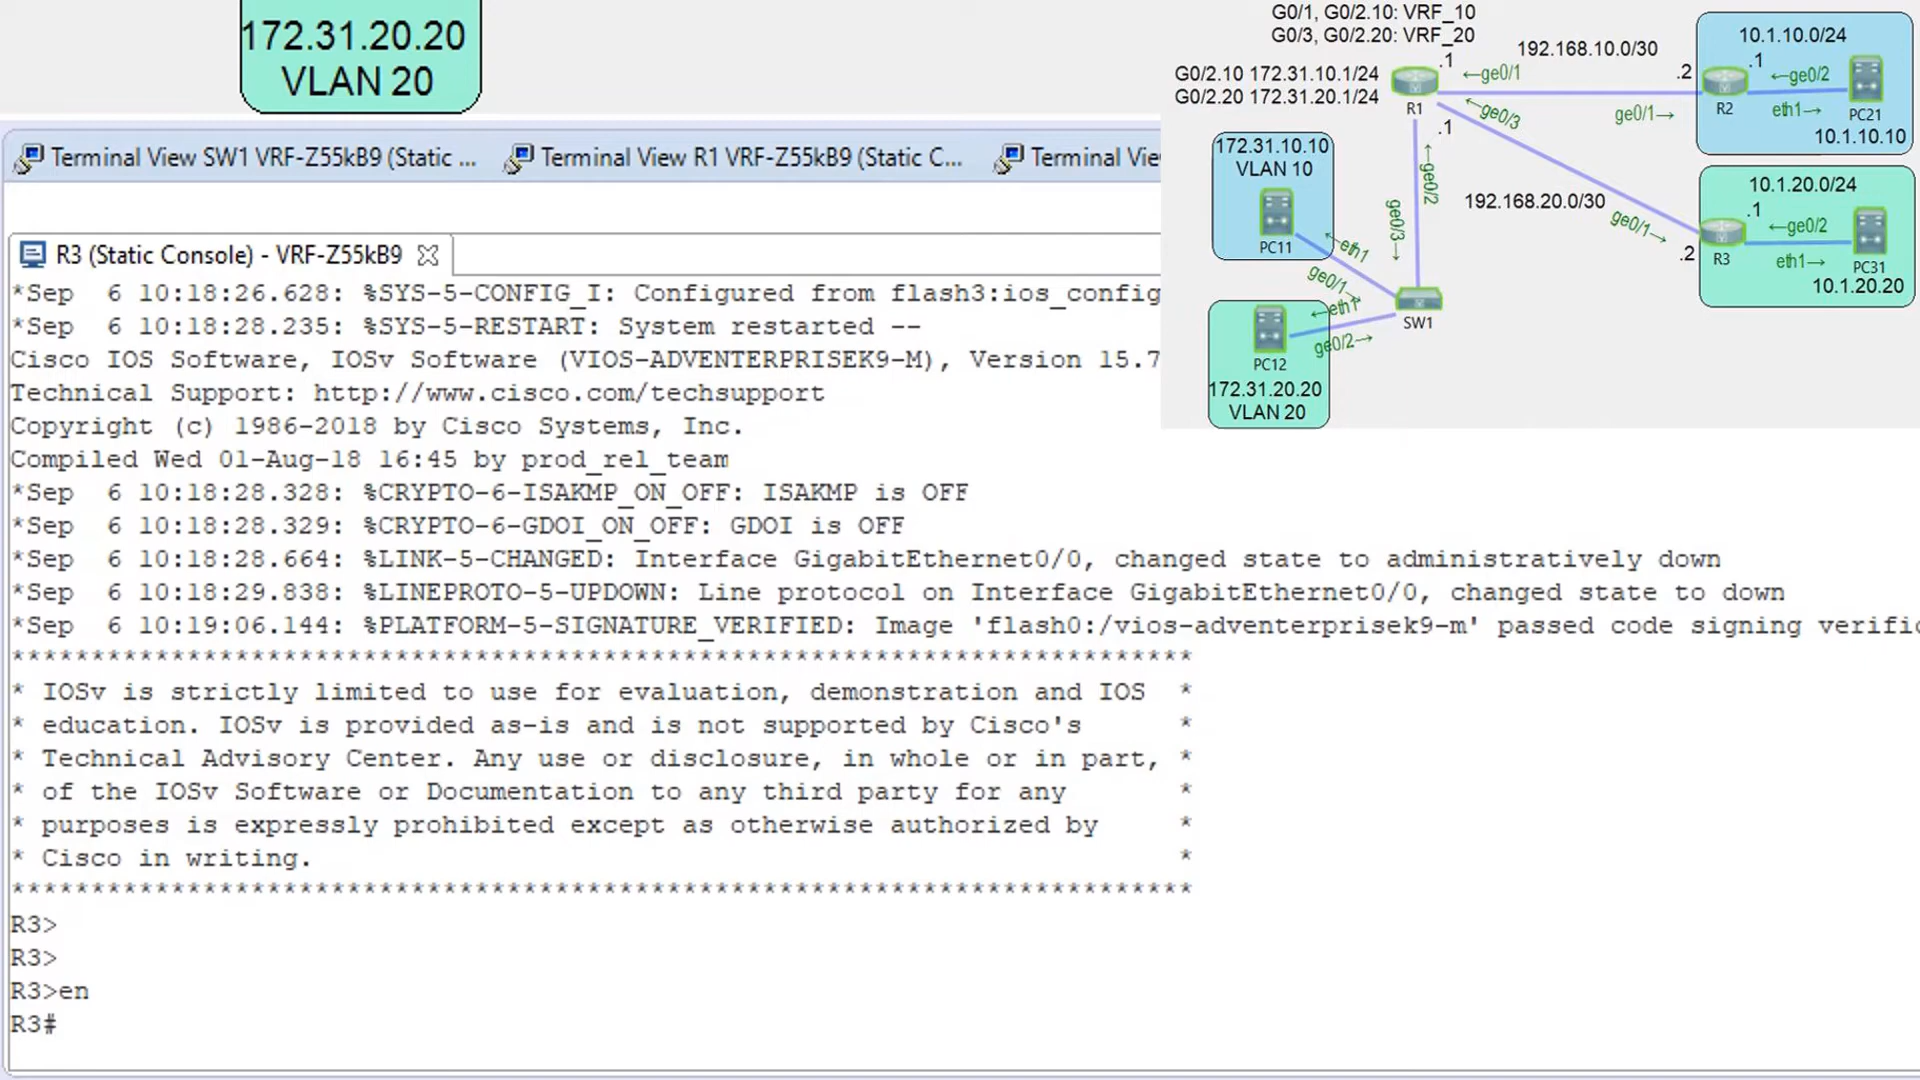 172.31.20.20
VLAN 20
Terminal View SW1 VRF-Z55kB9 (Static ...
Terminal View R1 VRF-Z55kB9 (Static C...
Terminal Vie
R3 (Static Console) - VRF-Z55kB9
*Sep  6 10:18:26.628: %SYS-5-CONFIG_I: Configured from flash3:ios_config
*Sep  6 10:18:28.235: %SYS-5-RESTART: System restarted --
Cisco IOS Software, IOSv Software (VIOS-ADVENTERPRISEK9-M), Version 15.7
Technical Support: http://www.cisco.com/techsupport
Copyright (c) 1986-2018 by Cisco Systems, Inc.
Compiled Wed 01-Aug-18 16:45 by prod_rel_team
*Sep  6 10:18:28.328: %CRYPTO-6-ISAKMP_ON_OFF: ISAKMP is OFF
*Sep  6 10:18:28.329: %CRYPTO-6-GDOI_ON_OFF: GDOI is OFF
*Sep  6 10:18:28.664: %LINK-5-CHANGED: Interface GigabitEthernet0/0, changed state to administratively down
*Sep  6 10:18:29.838: %LINEPROTO-5-UPDOWN: Line protocol on Interface GigabitEthernet0/0, changed state to down
*Sep  6 10:19:06.144: %PLATFORM-5-SIGNATURE_VERIFIED: Image 'flash0:/vios-adventerprisek9-m' passed code signing verific
**************************************************************************
* IOSv is strictly limited to use for evaluation, demonstration and IOS  *
* education. IOSv is provided as-is and is not supported by Cisco's      *
* Technical Advisory Center. Any use or disclosure, in whole or in part, *
* of the IOSv Software or Documentation to any third party for any       *
* purposes is expressly prohibited except as otherwise authorized by     *
* Cisco in writing.                                                      *
**************************************************************************
R3>
R3>
R3>en
R3#
G0/1, G0/2.10: VRF_10
G0/3, G0/2.20: VRF_20
G0/2.10 172.31.10.1/24
G0/2.20 172.31.20.1/24
R1
.1
←ge0/1
192.168.10.0/30
.2
ge0/1→
10.1.10.0/24
.1
←ge0/2
R2
eth1→
PC21
10.1.10.10
←ge0/3
.1
←ge0/2
192.168.20.0/30
ge0/1→
.2
10.1.20.0/24
.1
←ge0/2
R3
eth1→
PC31
10.1.20.20
172.31.10.10
VLAN 10
PC11
←eth1
ge0/1→
ge0/3→
SW1
←eth1
ge0/2→
PC12
172.31.20.20
VLAN 20